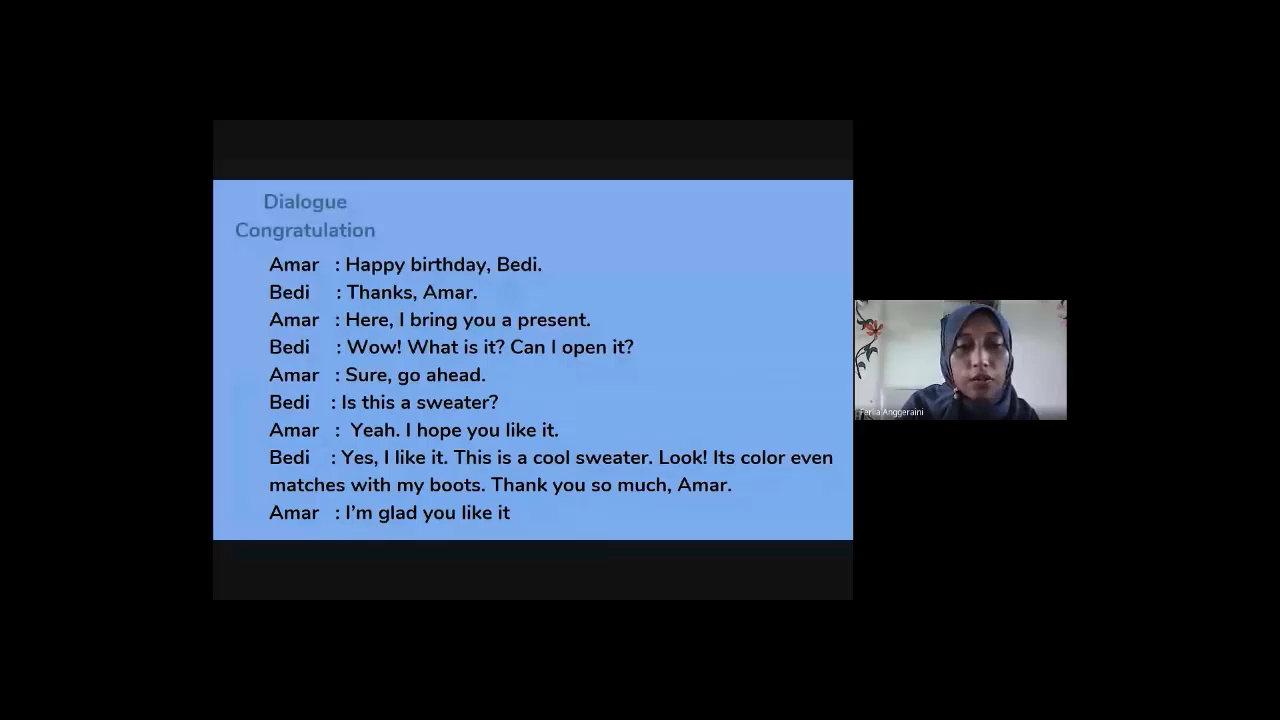 Dialogue
Congratulation
Amar : Happy birthday, Bedi.
Bedi : Thanks, Amar.
Amar : Here, I bring you a present.
Bedi : Wow! What is it? Can I open it?
Amar : Sure, go ahead.
Bedi : Is this a sweater?
Amar : Yeah. I hope you like it.
Bedi : Yes, I like it. This is a cool sweater. Look! Its color even
matches with my boots. Thank you so much, Amar.
Amar : I'm glad you like it
Anggeraini